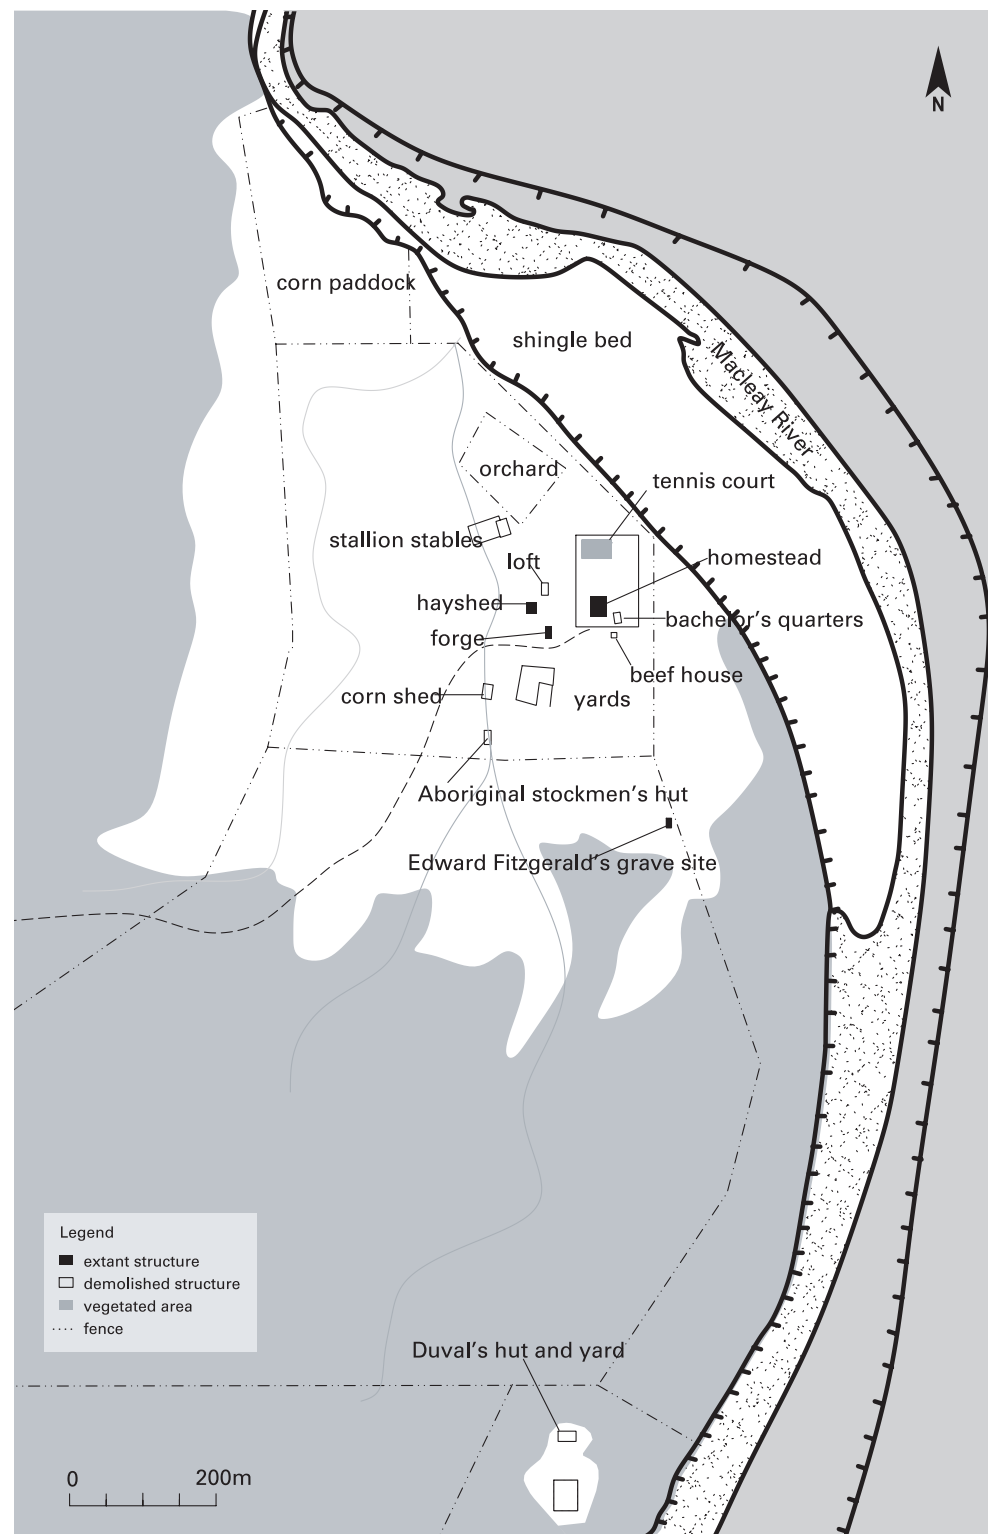 N
corn paddock
shingle bed
Macleay River
orchard
tennis court
stallion stables
loft
homestead
hayshed
bachelor's quarters
forge
beef house
corn shed
yards
Aboriginal stockmen's hut
Edward Fitzgerald's grave site
Legend
extant structure
demolished structure
vegetated area
fence
Duval's hut and yard
0 200m